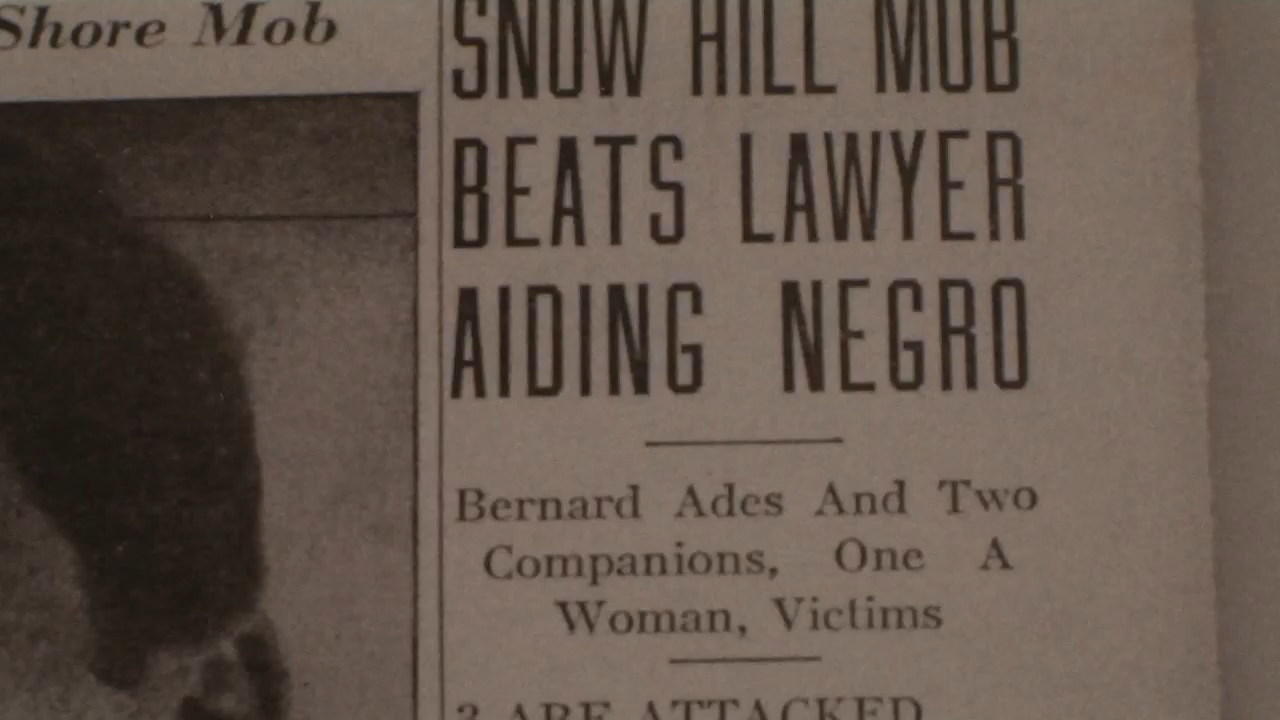 Shore Mob
SNOW HILL MOB
BEATS LAWYER
AIDING NEGRO
Bernard Ades And Two
Companions, One A
Woman, Victims
ARE ATTACKED